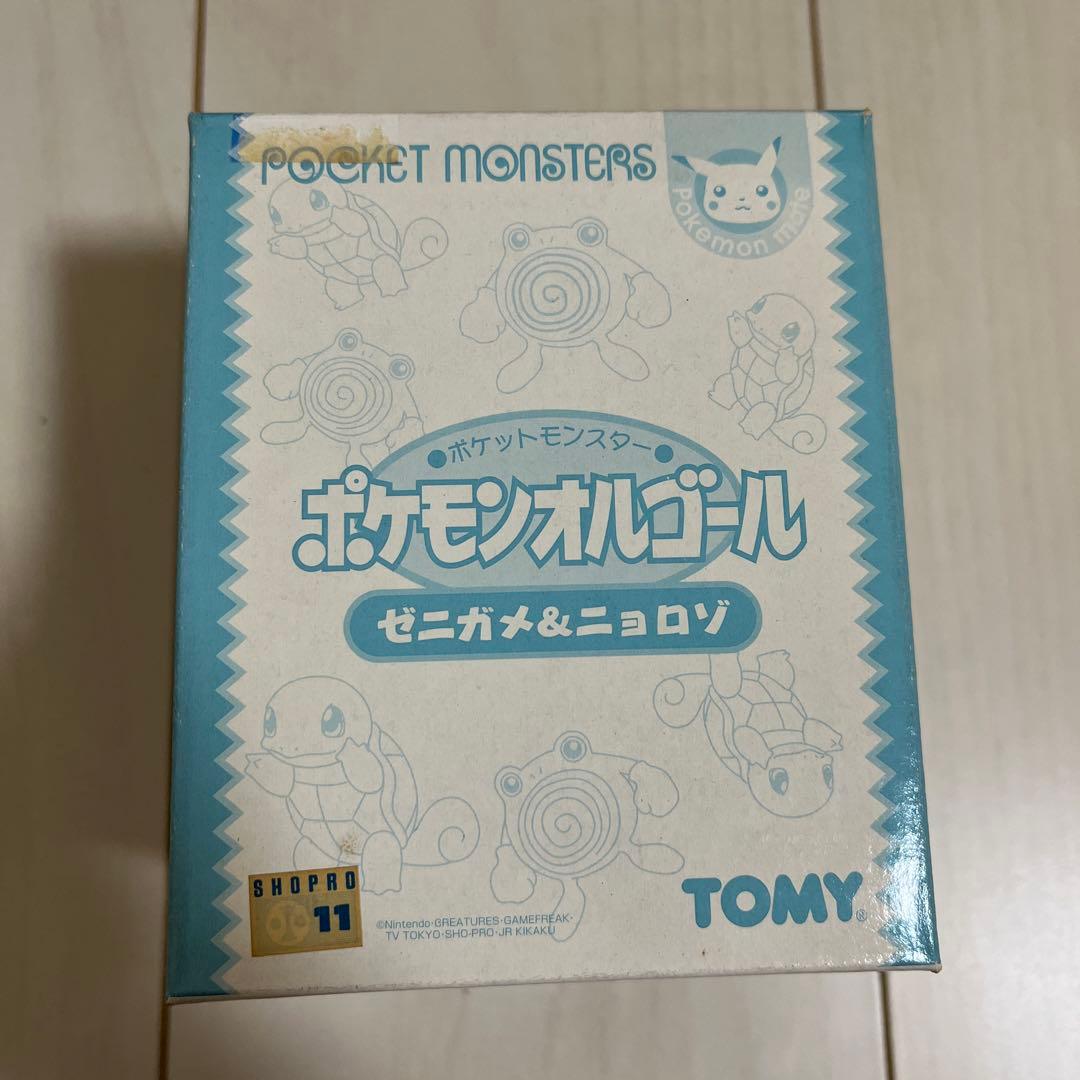 POCKET MONSTERS
Pokémon mate
●ポケットモンスター●
ポケモンオルゴール
ゼニガメ&ニョロゾ
SHOPRO
11
TOMY®
©Nintendo・CREATURES・GAMEFREAK・
TV TOKYO・SHO-PRO・JR KIKAKU